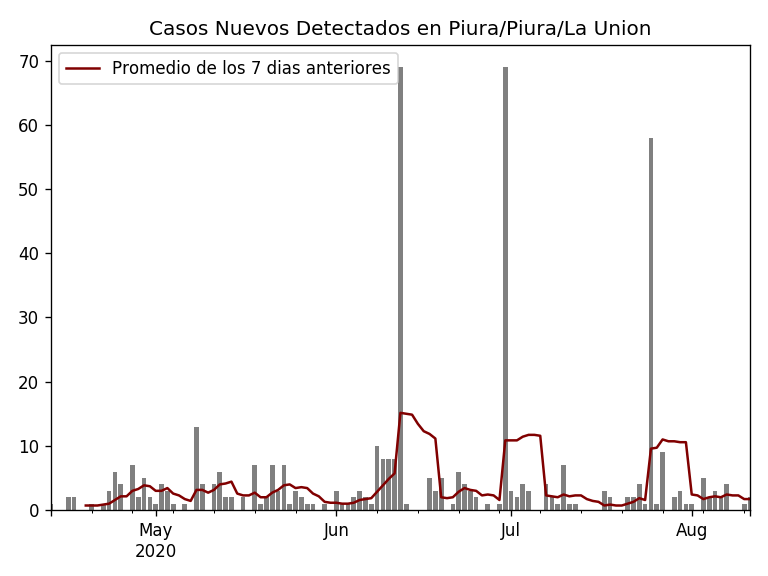 Casos Nuevos Detectados en Piura/Piura/La Union
Promedio de los 7 dias anteriores
70
60
50
40
30
20
10
0
May
2020
Jun
Jul
Aug